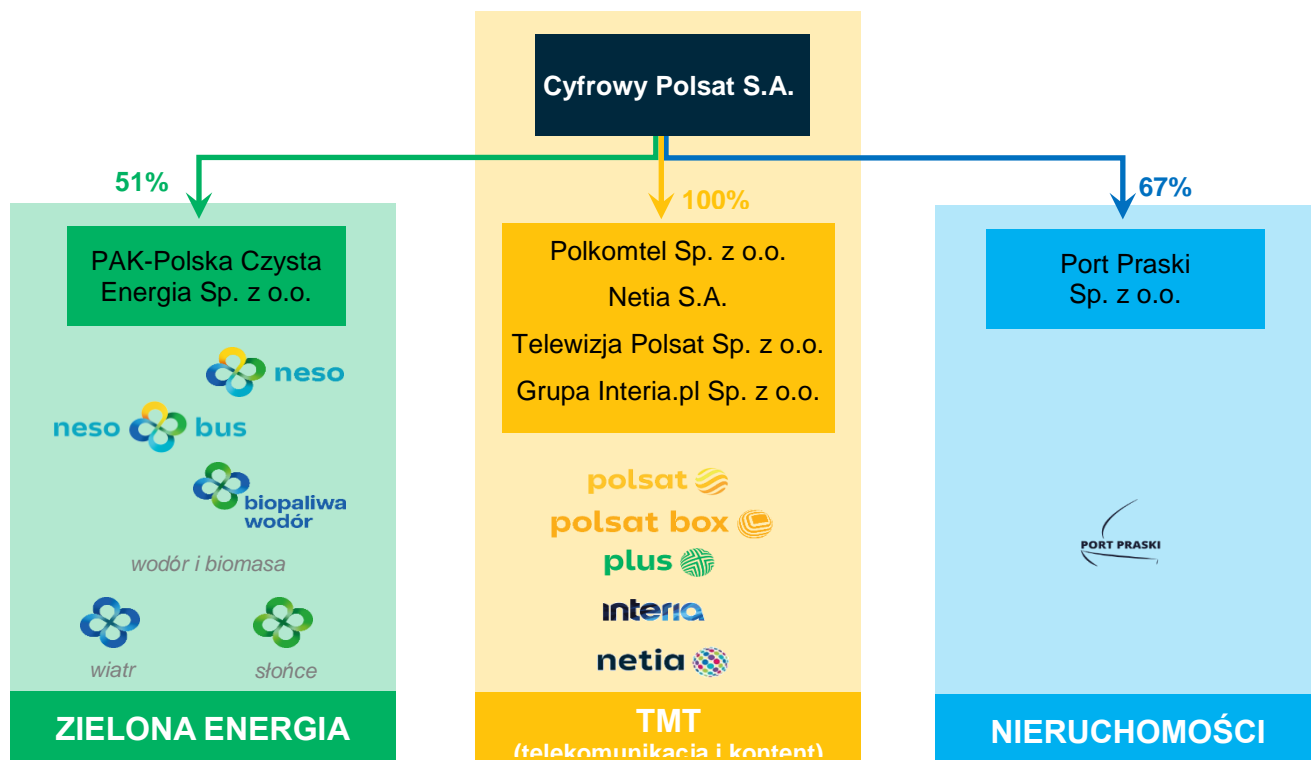 Cyfrowy Polsat S.A.
51%
100%
67%
PAK-Polska Czysta
Energia Sp. z o.o.
neso
neso bus
biopaliwa
wodór
wodór i biomasa
wiatr
słońce
ZIELONA ENERGIA
Polkomtel Sp. z o.o.
Netia S.A.
Telewizja Polsat Sp. z o.o.
Grupa Interia.pl Sp. z o.o.
polsat
polsat box
plus
interia
netia
TMT
(telekomunikacja i kontent)
Port Praski
Sp. z o.o.
PORT PRASKI
NIERUCHOMOŚCI